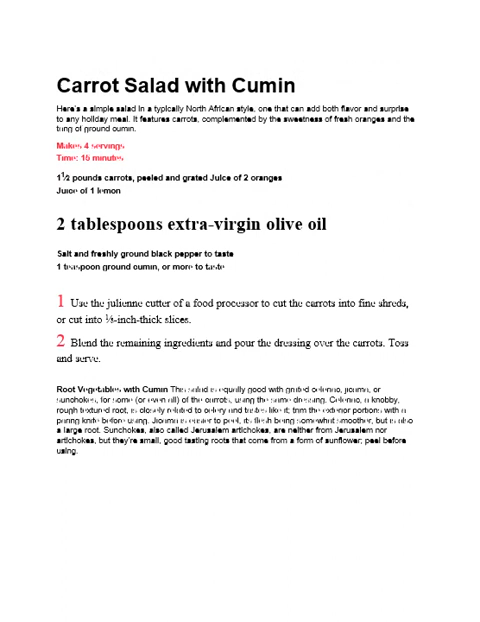 Carrot Salad with Cumin
Here's a simple salad in a typically North African style, one that can add both flavor and surprise
to any holiday meal. It features carrots, complemented by the sweetness of fresh oranges and the
tang of ground cumin.
Makes 4 servings
Time: 15 minutes
1½ pounds carrots, peeled and grated Juice of 2 oranges
Juice of 1 lemon
2 tablespoons extra-virgin olive oil
Salt and freshly ground black pepper to taste
1 teaspoon ground cumin, or more to taste
1 Use the julienne cutter of a food processor to cut the carrots into fine shreds,
or cut into ⅛-inch-thick slices.
2 Blend the remaining ingredients and pour the dressing over the carrots. Toss
and serve.
Root Vegetables with Cumin This salad is equally good with grated celeriac, jicama, or
sunchokes, for some (or even all) of the carrots, using the same dressing. Celeriac, a knobby,
rough textured root, is closely related to celery and tastes like it; trim the exterior portions with a
paring knife before using. Jicama is easier to peel, its flesh being somewhat smoother, but is also
a large root. Sunchokes, also called Jerusalem artichokes, are neither from Jerusalem nor
artichokes, but they're small, good tasting roots that come from a form of sunflower; peel before
using.